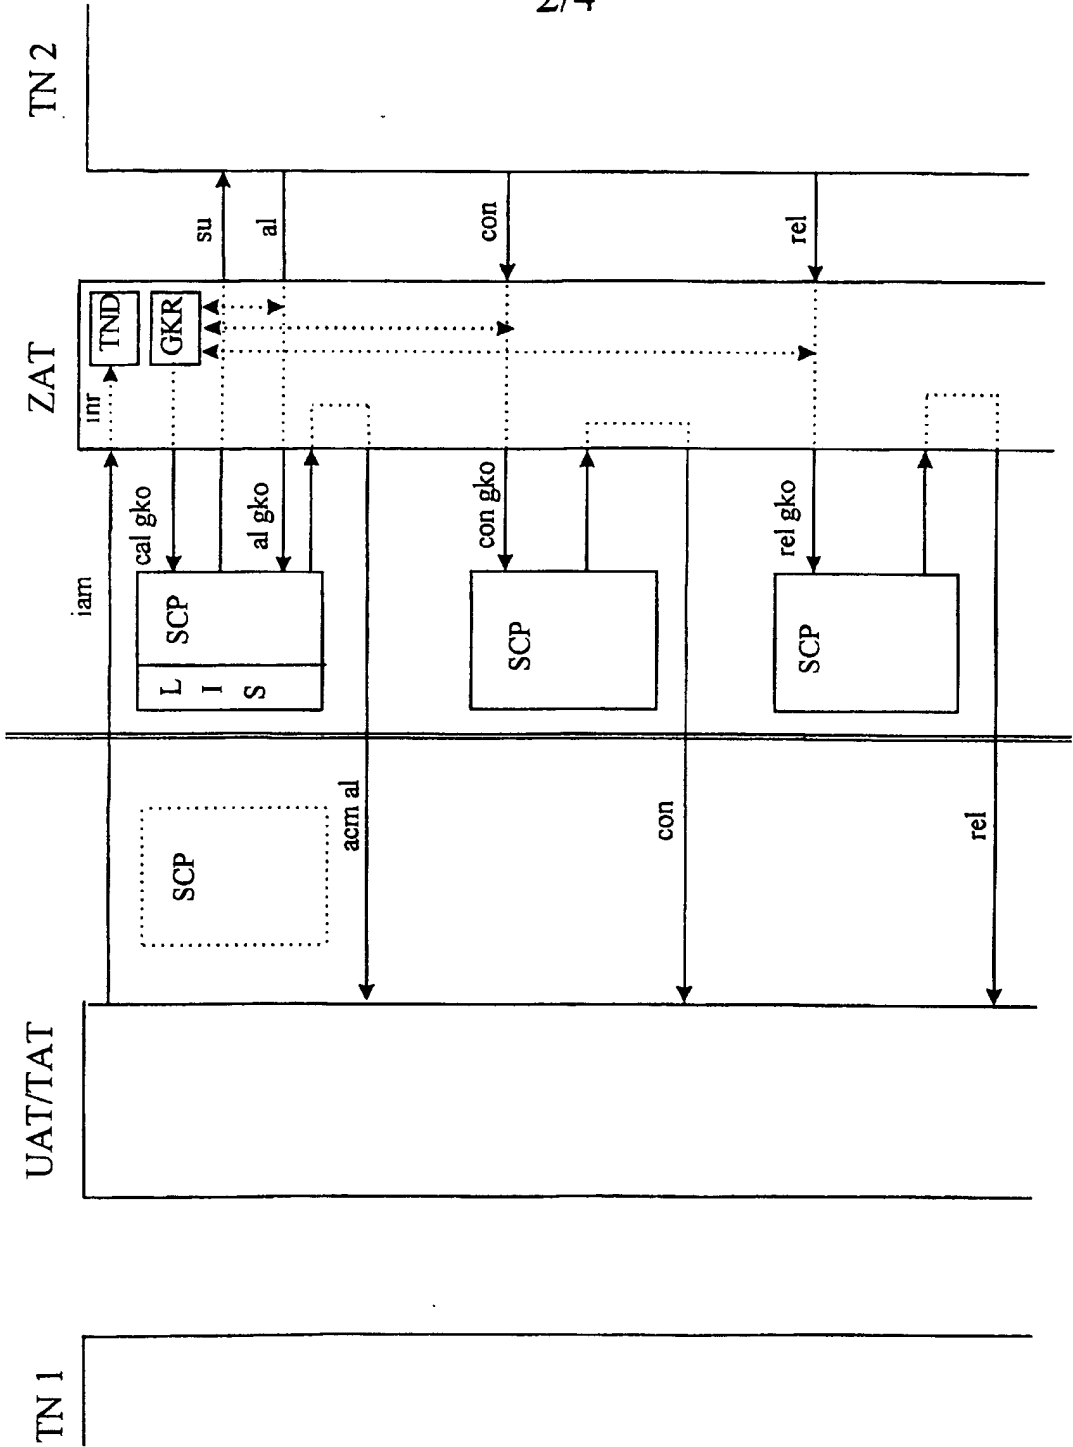 2/4
TN 1
UAT/TAT
ZAT
TN 2
iam
inr
TND
cal gko
GKR
SCP
L
I
S
SCP
su
al gko
al
acm al
con gko
con
SCP
con
rel gko
rel
SCP
rel